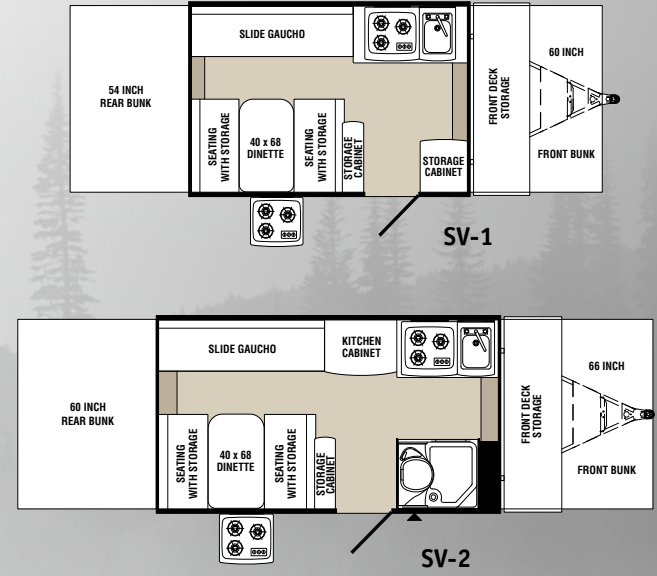 SLIDE GAUCHO
60 INCH
54 INCH
REAR BUNK
FRONT DECK
STORAGE
SEATING
WITH STORAGE
40 x 68
DINETTE
SEATING
WITH STORAGE
STORAGE
CABINET
STORAGE
CABINET
FRONT BUNK
SV-1
SLIDE GAUCHO
KITCHEN
CABINET
66 INCH
60 INCH
REAR BUNK
FRONT DECK
STORAGE
SEATING
WITH STORAGE
40 x 68
DINETTE
SEATING
WITH STORAGE
STORAGE
CABINET
FRONT BUNK
SV-2